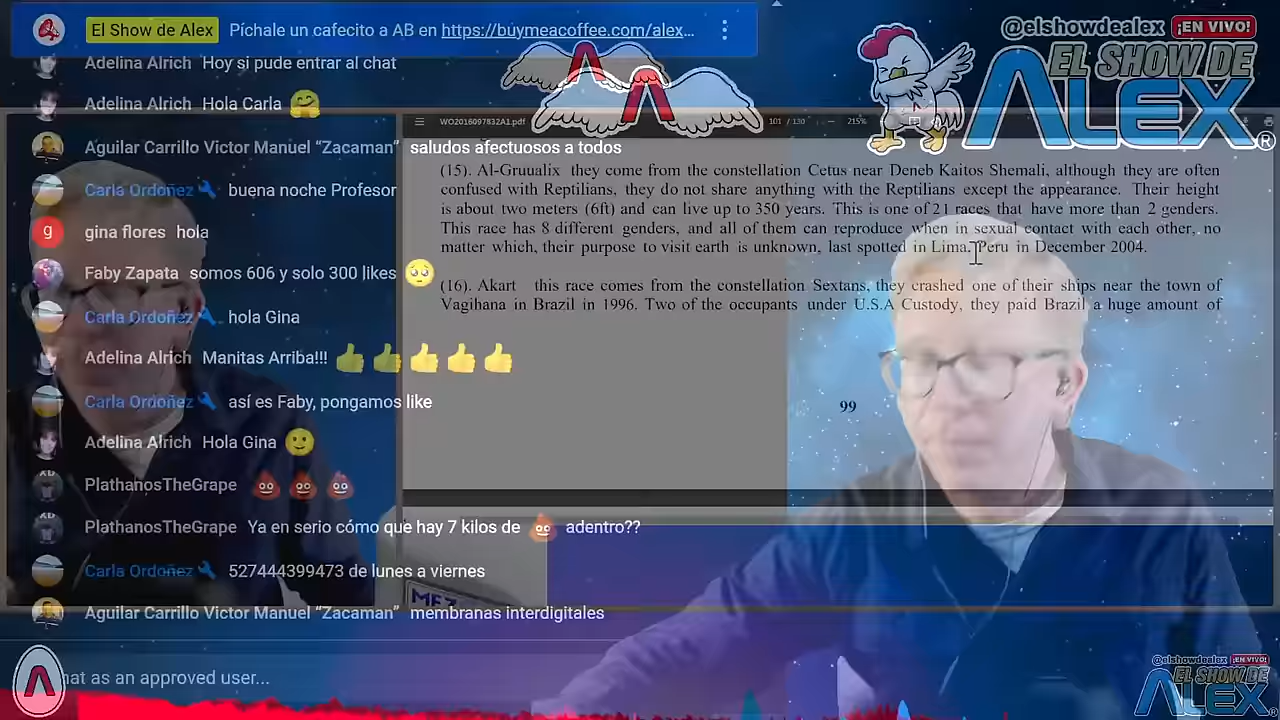 El Show de Alex Píchale un cafecito a AB en https://buymeacoffee.com/alex...
@elshowdealex ¡EN VIVO!
EL SHOW DE
ALEX®
Adelina Alrich Hoy si pude entrar al chat
Adelina Alrich Hola Carla 🤗
WO2016097832A1.pdf 101 / 130 215%
Aguilar Carrillo Victor Manuel “Zacaman” saludos afectuosos a todos
Carla Ordoñez buena noche Profesor
gina flores hola
Faby Zapata somos 606 y solo 300 likes 🥺
Carla Ordoñez hola Gina
Adelina Alrich Manitas Arriba!!! 👍👍👍👍👍
Carla Ordoñez así es Faby, pongamos like
Adelina Alrich Hola Gina 🙂
PlathanosTheGrape 💩💩💩
PlathanosTheGrape Ya en serio cómo que hay 7 kilos de 💩 adentro??
Carla Ordoñez 527444399473 de lunes a viernes
Aguilar Carrillo Victor Manuel “Zacaman” membranas interdigitales
hat as an approved user...
(15). Al-Gruualix they come from the constellation Cetus near Deneb Kaitos Shemali, although they are often
confused with Reptilians, they do not share anything with the Reptilians except the appearance. Their height
is about two meters (6ft) and can live up to 350 years. This is one of 21 races that have more than 2 genders.
This race has 8 different genders, and all of them can reproduce when in sexual contact with each other, no
matter which, their purpose to visit earth is unknown, last spotted in Lima, Peru in December 2004.
(16). Akart this race comes from the constellation Sextans, they crashed one of their ships near the town of
Vagihana in Brazil in 1996. Two of the occupants under U.S.A Custody, they paid Brazil a huge amount of
99
@elshowdealex ¡EN VIVO!
EL SHOW DE
ALEX®